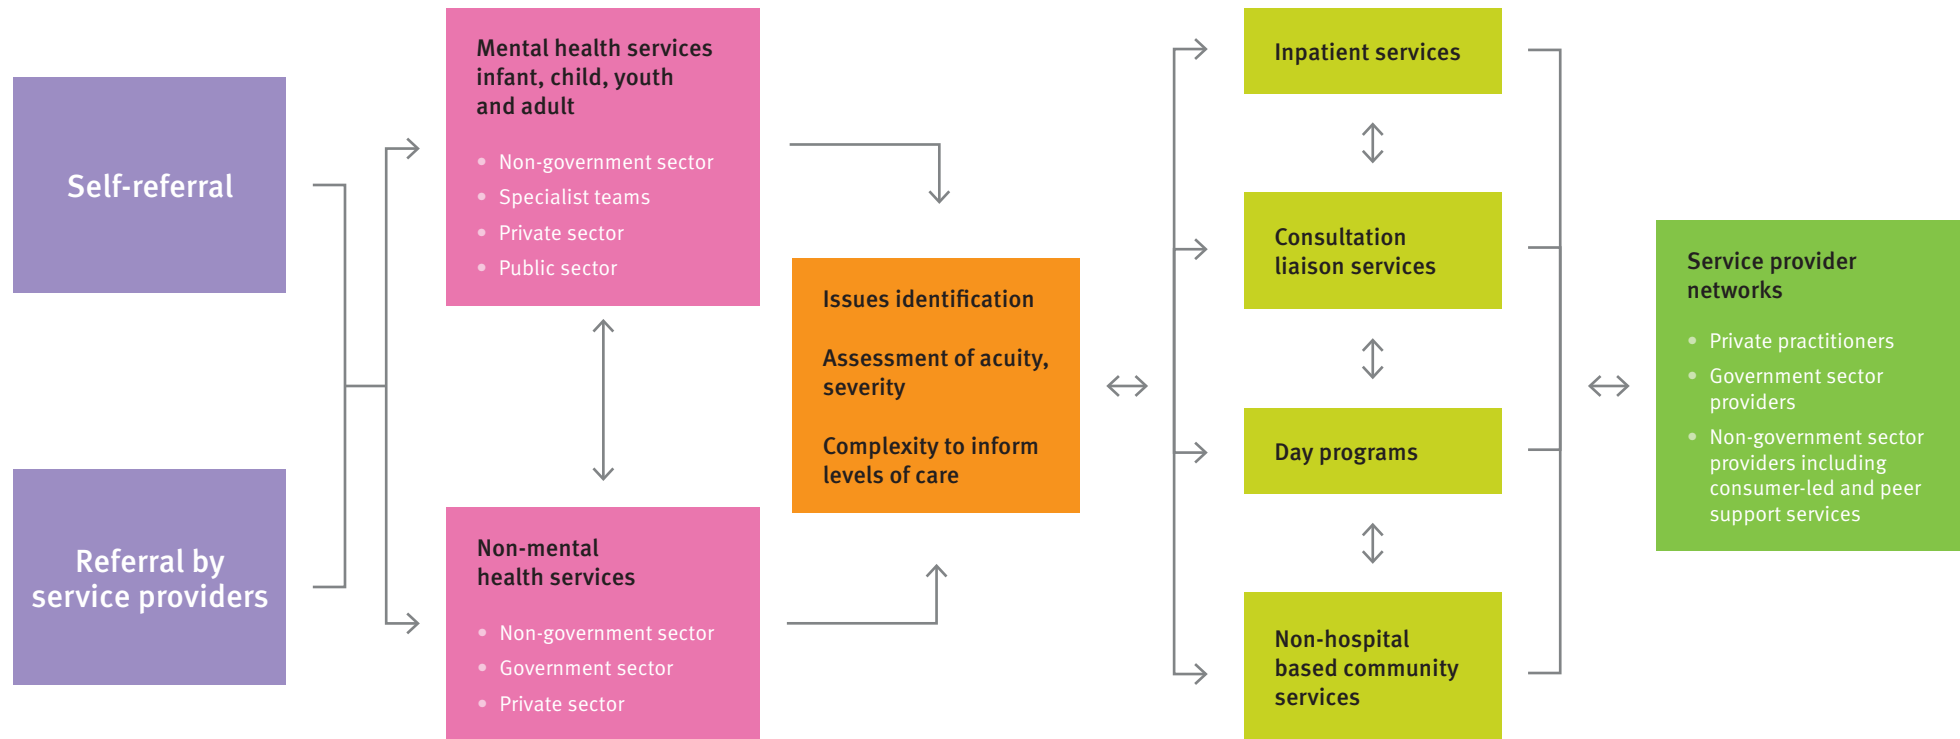 Self-referral
Referral by
service providers
Mental health services
infant, child, youth
and adult
• Non-government sector
• Specialist teams
• Private sector
• Public sector
Non-mental
health services
• Non-government sector
• Government sector
• Private sector
Issues identification
Assessment of acuity,
severity
Complexity to inform
levels of care
Inpatient services
Consultation
liaison services
Day programs
Non-hospital
based community
services
Service provider
networks
• Private practitioners
• Government sector
providers
• Non-government sector
providers including
consumer-led and peer
support services